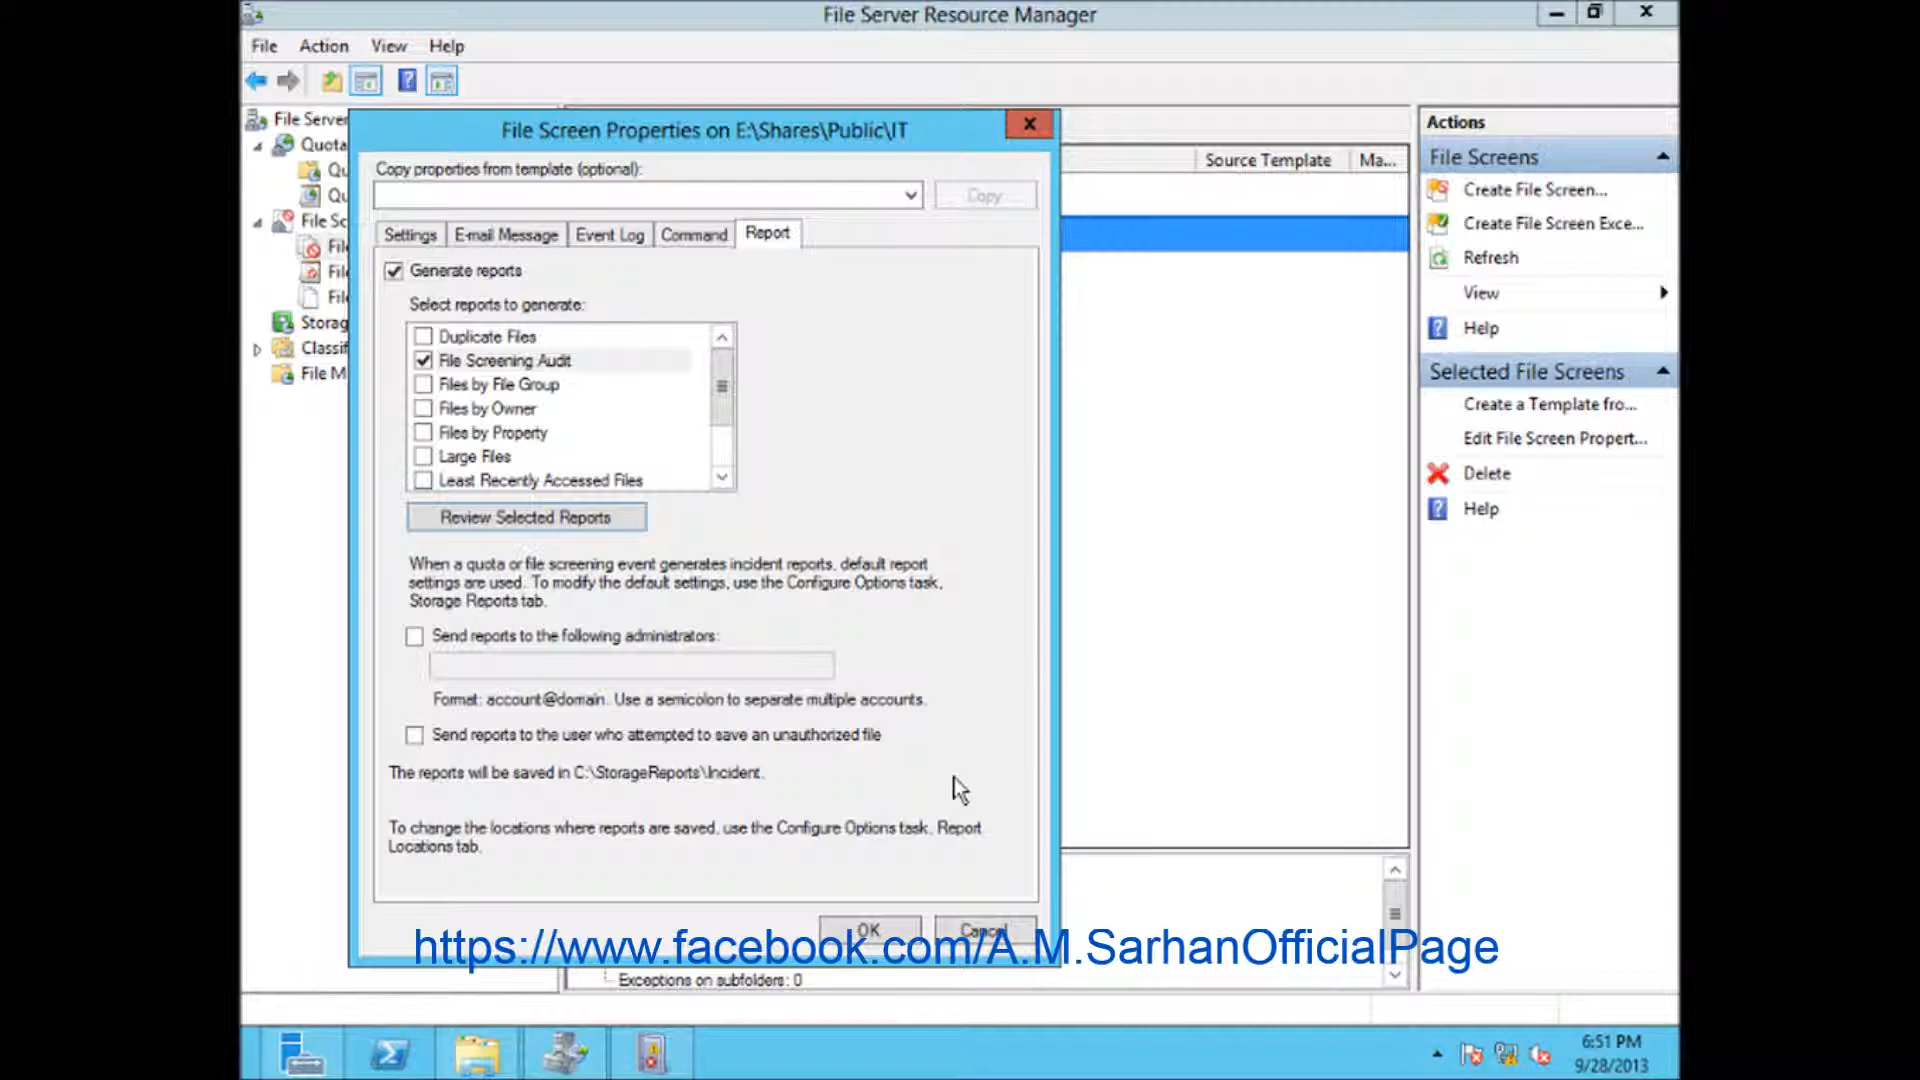 File Server Resource Manager
File Action View Help
File Server
Quota
Qu
Qu
File Sc
File
File
File
Storag
Classif
File M
File Screen Properties on E:\Shares\Public\IT
Copy properties from template (optional):
Copy
Settings E-mail Message Event Log Command Report
Generate reports
Select reports to generate:
Duplicate Files
File Screening Audit
Files by File Group
Files by Owner
Files by Property
Large Files
Least Recently Accessed Files
Review Selected Reports
When a quota or file screening event generates incident reports, default report
settings are used. To modify the default settings, use the Configure Options task,
Storage Reports tab.
Send reports to the following administrators:
Format: account@domain. Use a semicolon to separate multiple accounts.
Send reports to the user who attempted to save an unauthorized file
The reports will be saved in C:\StorageReports\Incident.
To change the locations where reports are saved, use the Configure Options task, Report
Locations tab.
OK Cancel
https://www.facebook.com/A.M.SarhanOfficialPage
Exceptions on subfolders: 0
Source Template Ma...
Actions
File Screens
Create File Screen...
Create File Screen Exce...
Refresh
View
Help
Selected File Screens
Create a Template fro...
Edit File Screen Propert...
Delete
Help
6:51 PM
9/28/2013